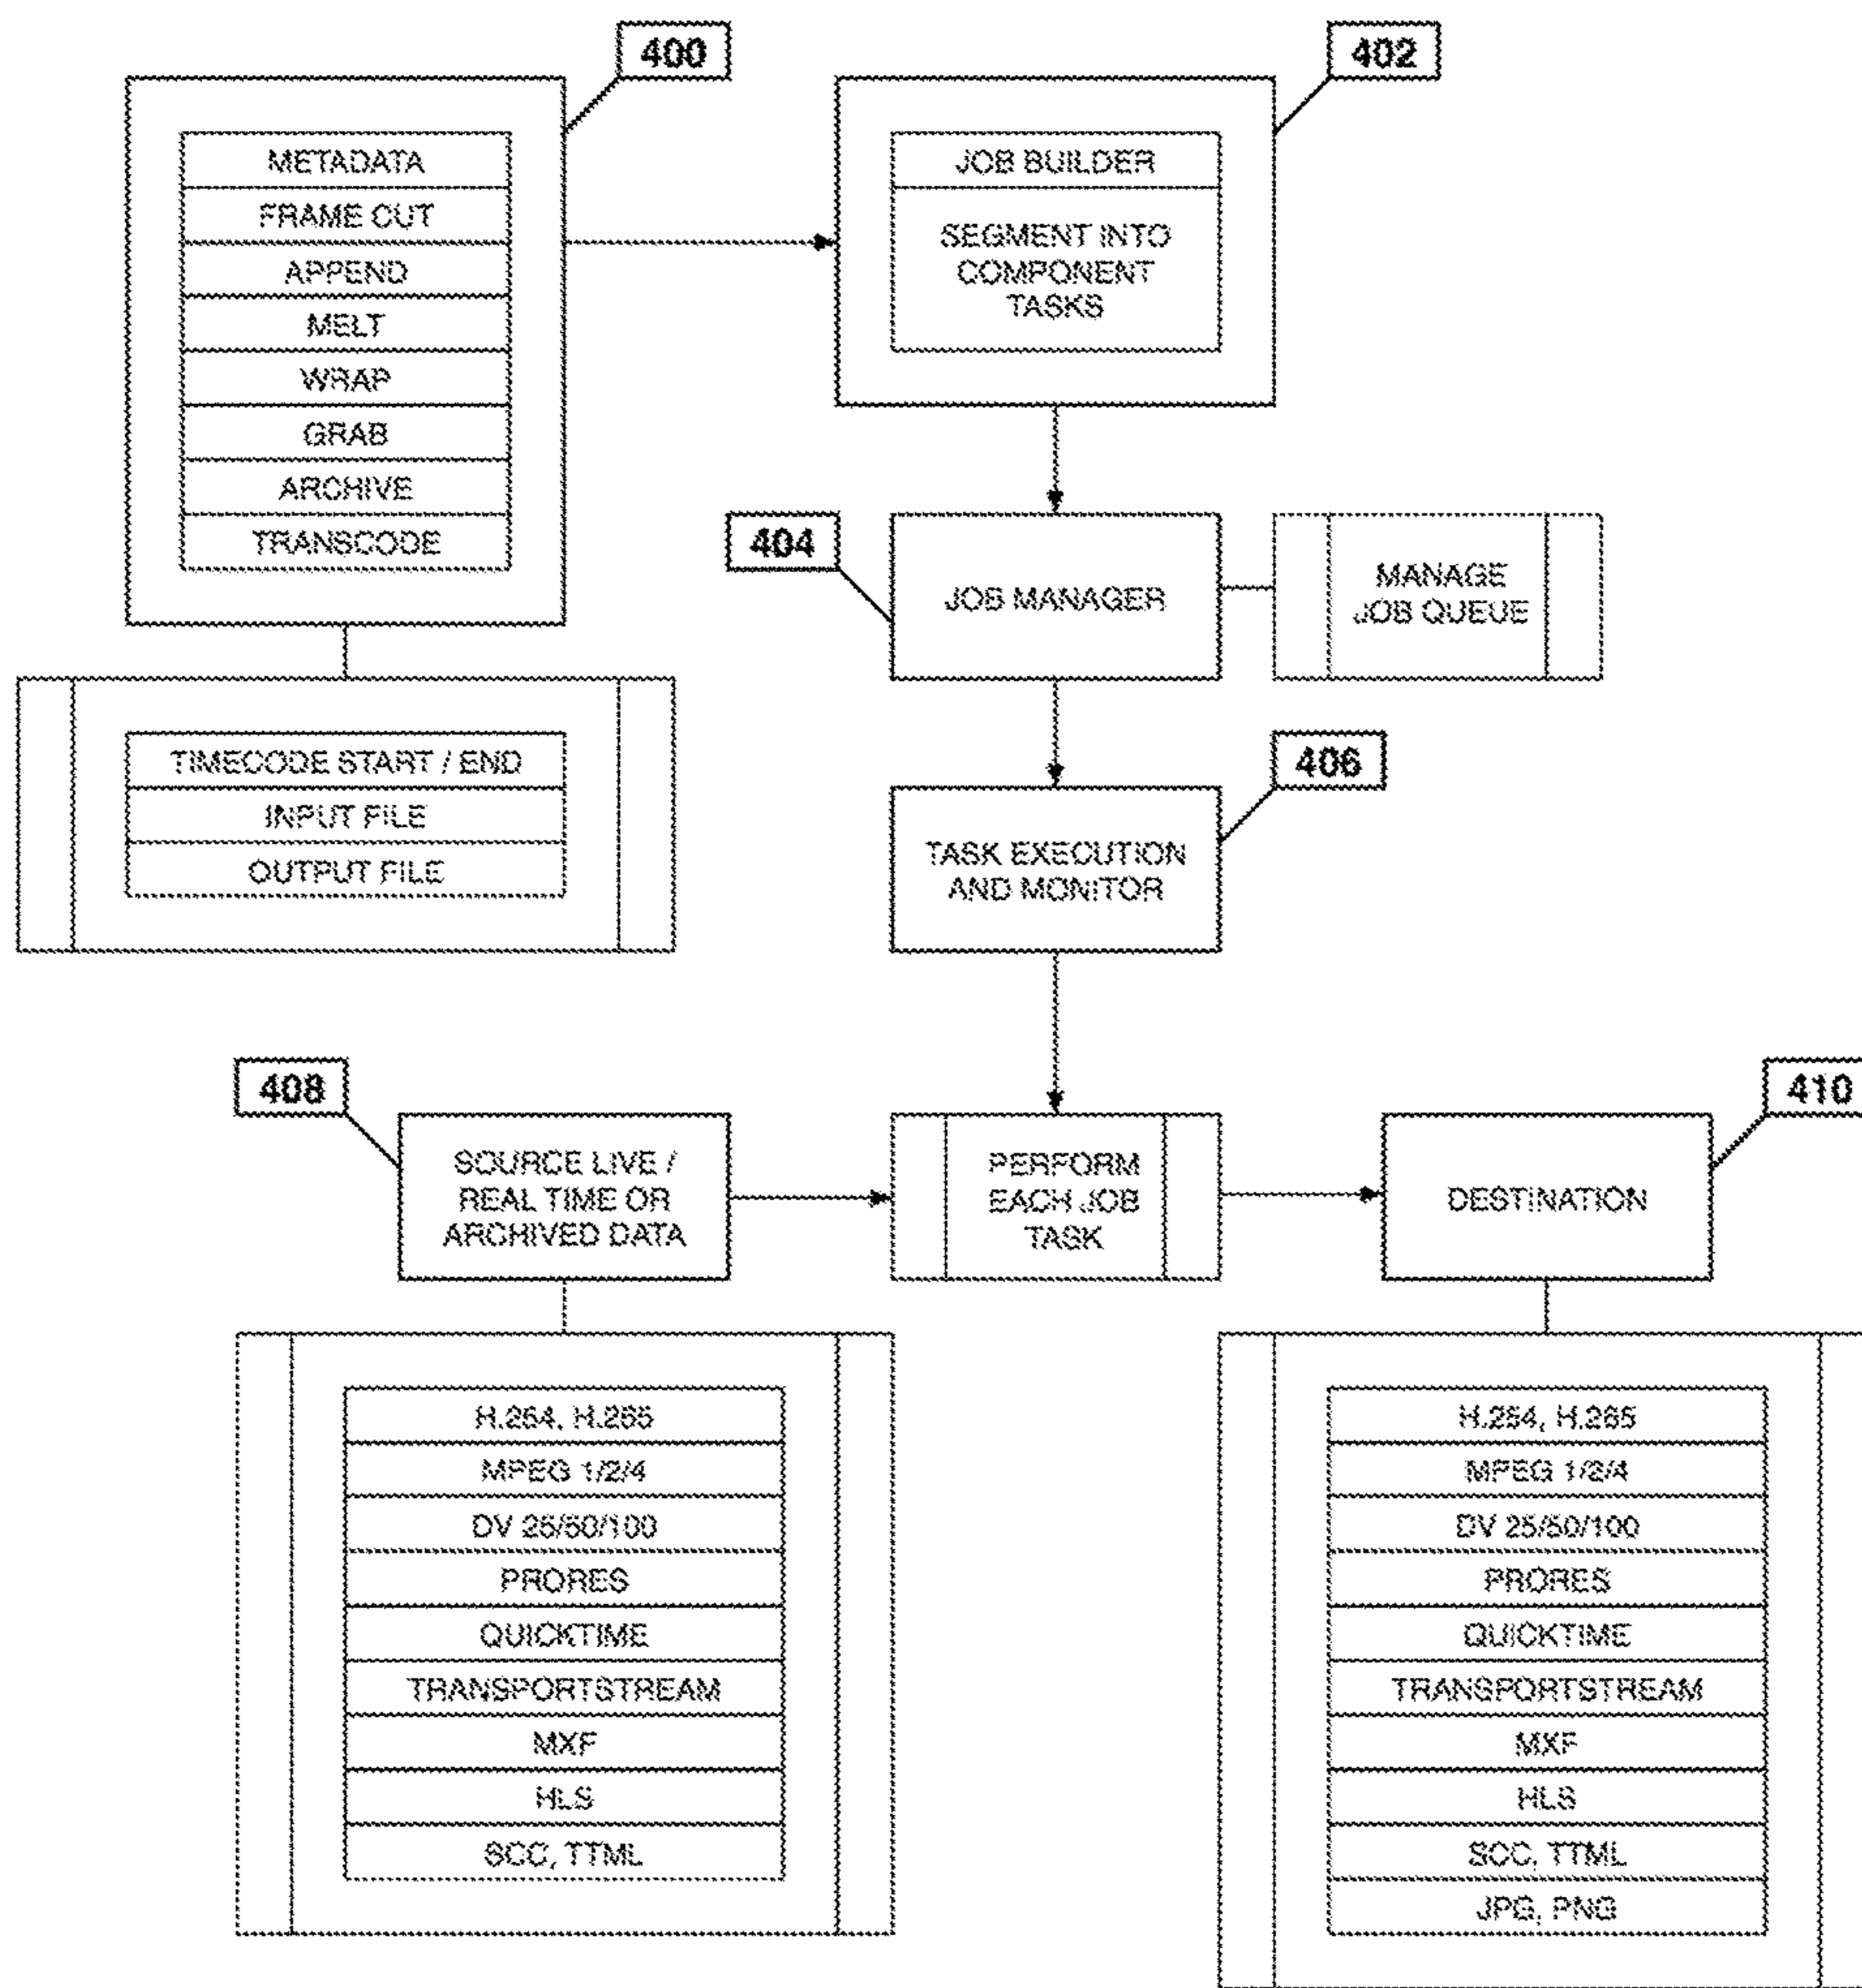 400
METADATA
FRAME CUT
APPEND
MELT
WRAP
GRAB
ARCHIVE
TRANSCODE
TIMECODE START / END
INPUT FILE
OUTPUT FILE
402
JOB BUILDER
SEGMENT INTO
COMPONENT
TASKS
404
JOB MANAGER
MANAGE
JOB QUEUE
406
TASK EXECUTION
AND MONITOR
408
SOURCE LIVE /
REAL TIME OR
ARCHIVED DATA
PERFORM
EACH JOB
TASK
410
DESTINATION
H.264, H.265
MPEG 1/2/4
DV 25/50/100
PRORES
QUICKTIME
TRANSPORTSTREAM
MXF
HLS
SCC, TTML
H.264, H.265
MPEG 1/2/4
DV 25/50/100
PRORES
QUICKTIME
TRANSPORTSTREAM
MXF
HLS
SCC, TTML
JPG, PNG